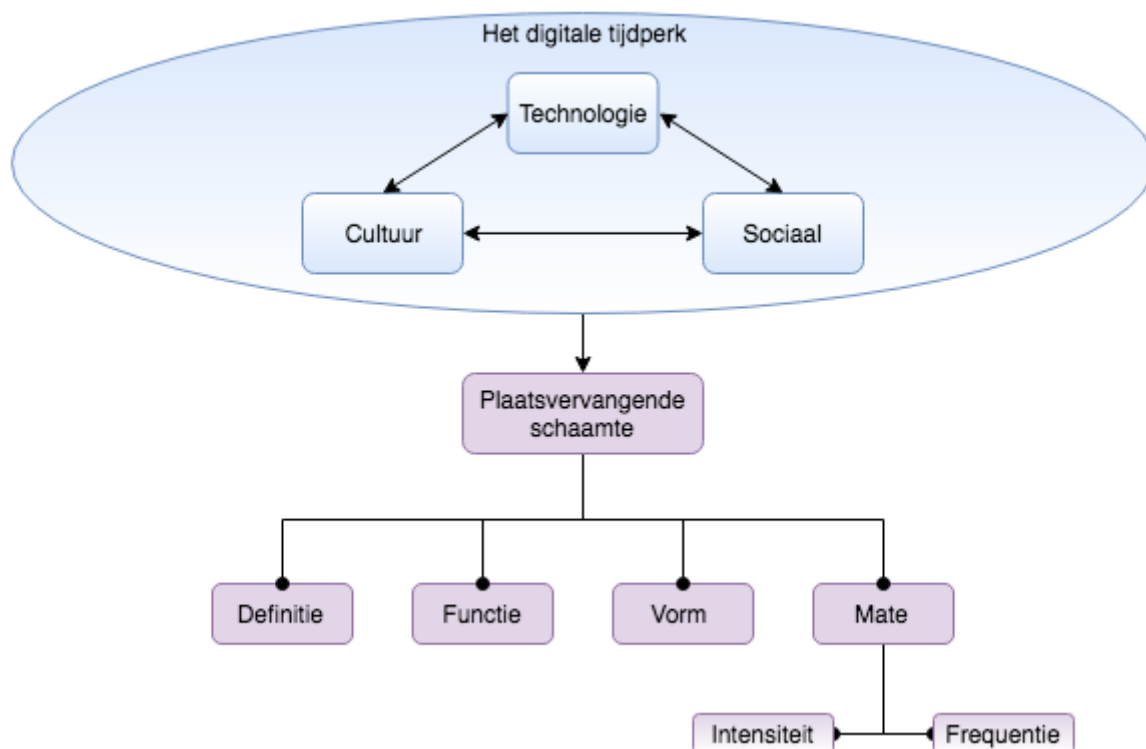 Het digitale tijdperk
Technologie
Cultuur
Sociaal
Plaatsvervangende
schaamte
Definitie
Functie
Vorm
Mate
Intensiteit
Frequentie